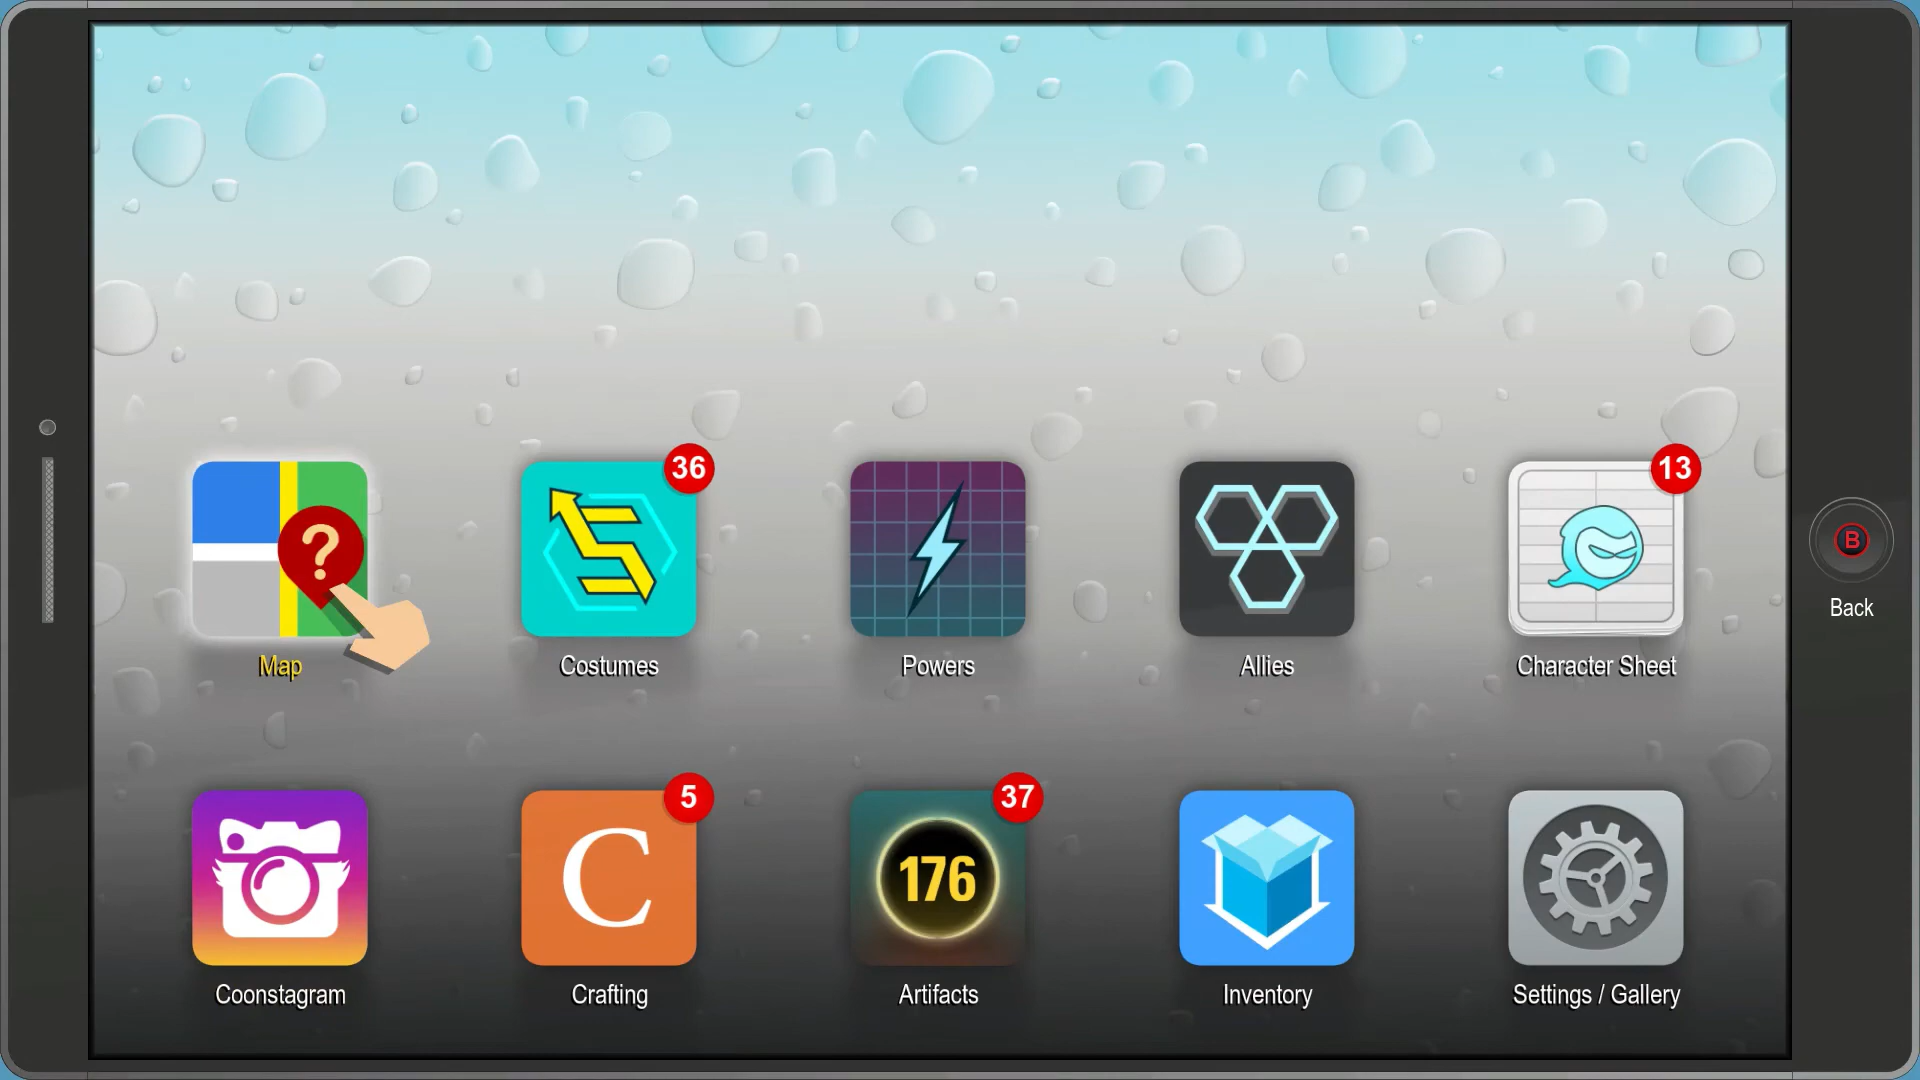 ?
36
13
Map
Costumes
Powers
Allies
Character Sheet
B
Back
5
37
C
176
Coonstagram
Crafting
Artifacts
Inventory
Settings / Gallery